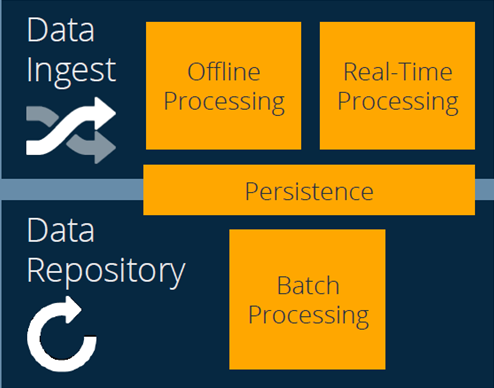 Data
Ingest
Offline
Processing
Real-Time
Processing
Persistence
Data
Repository
Batch
Processing